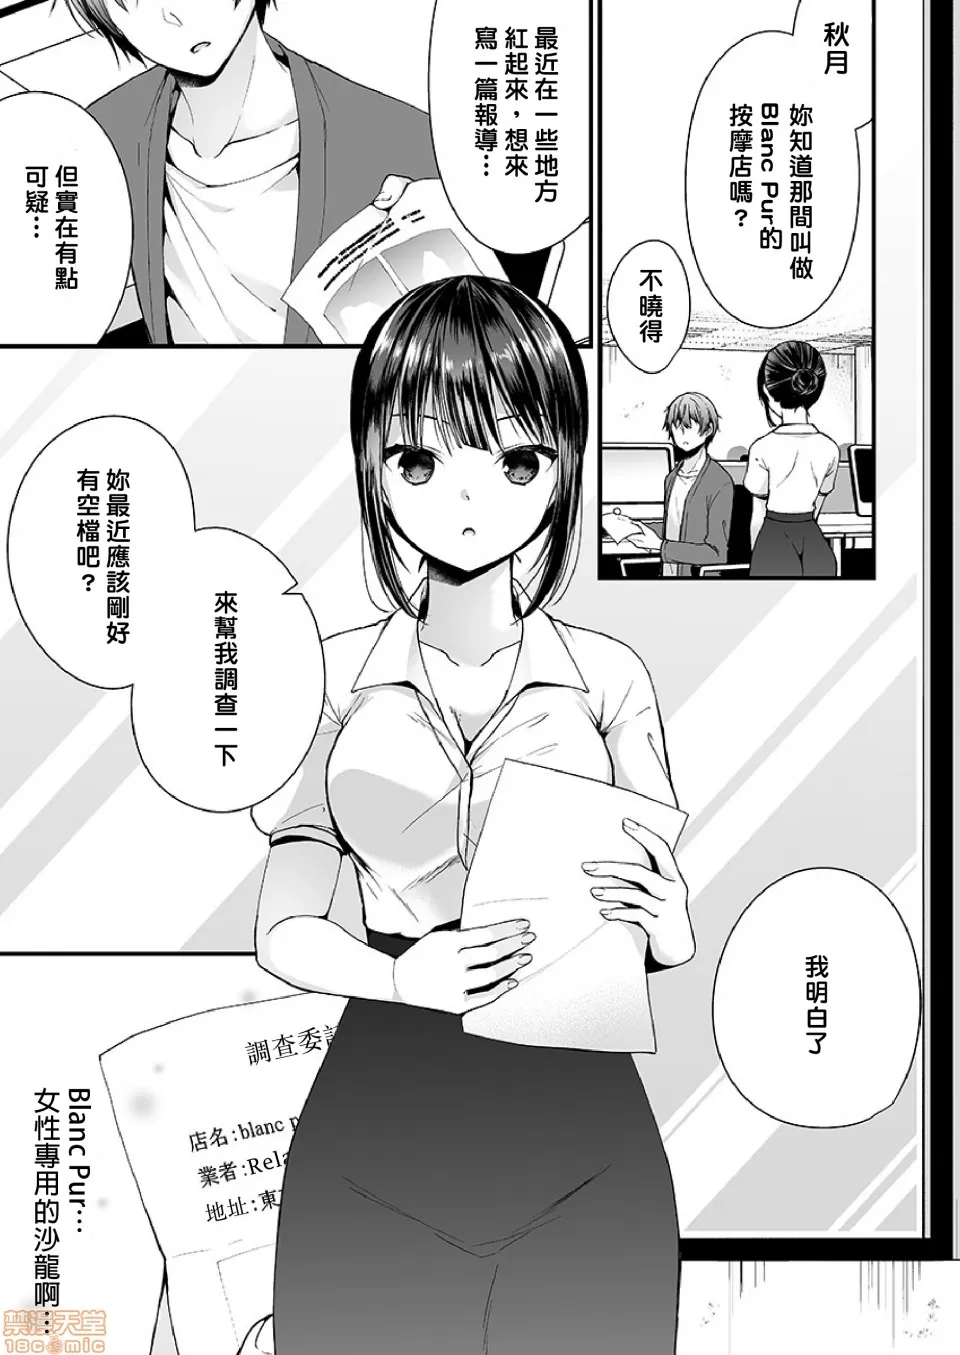 秋月
妳知道那間叫做
Blanc Pur的
按摩店嗎？
不曉得
最近在一些地方
紅起來，想來
寫一篇報導…
但實在有點
可疑…
來幫我調查一下
妳最近應該剛好
有空檔吧？
我明白了
調查委
店名:blanc p
業者:Rela
地址:東
Blanc Pur…
女性專用的沙龍啊…
禁漫天堂
18comic